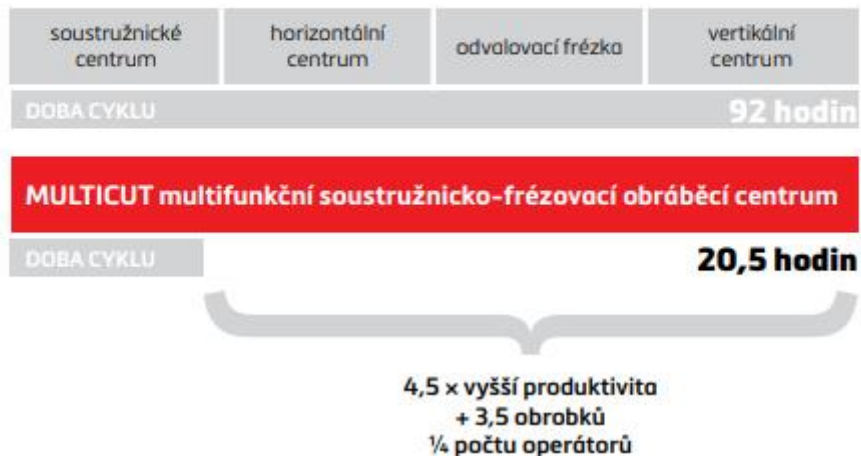 soustružnické
centrum
horizontální
centrum
odvalovací frézka
vertikální
centrum
DOBA CYKLU 92 hodin
MULTICUT multifunkční soustružnicko-frézovací obráběcí centrum
DOBA CYKLU 20,5 hodin
4,5 × vyšší produktivita
+ 3,5 obrobků
¼ počtu operátorů